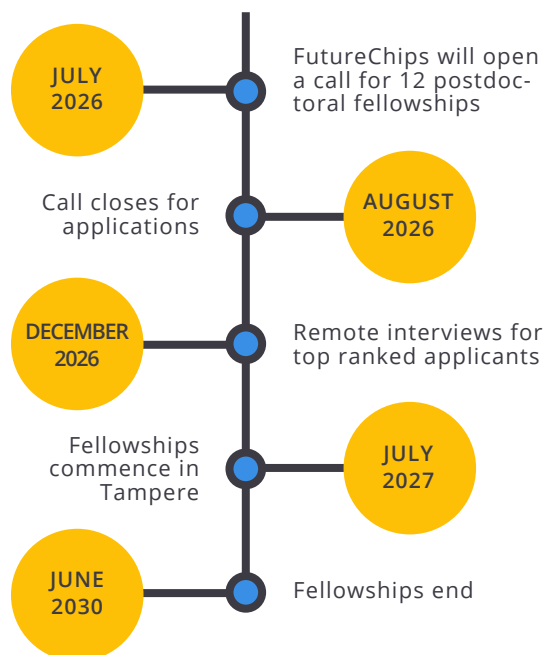 JULY
2026
FutureChips will open
a call for 12 postdoc-
toral fellowships
Call closes for
applications
AUGUST
2026
DECEMBER
2026
Remote interviews for
top ranked applicants
Fellowships
commence in
Tampere
JULY
2027
JUNE
2030
Fellowships end